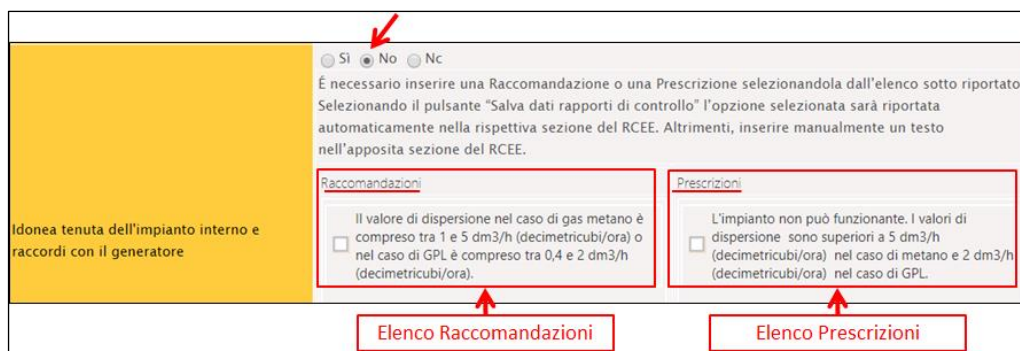 Sì No Nc
É necessario inserire una Raccomandazione o una Prescrizione selezionandola dall'elenco sotto riportato
Selezionando il pulsante "Salva dati rapporti di controllo" l'opzione selezionata sarà riportata
automaticamente nella rispettiva sezione del RCEE. Altrimenti, inserire manualmente un testo
nell'apposita sezione del RCEE.
Idonea tenuta dell'impianto interno e
raccordi con il generatore
Raccomandazioni
Il valore di dispersione nel caso di gas metano è
compreso tra 1 e 5 dm3/h (decimetricubi/ora) o
nel caso di GPL è compreso tra 0,4 e 2 dm3/h
(decimetricubi/ora).
Prescrizioni
L'impianto non può funzionante. I valori di
dispersione sono superiori a 5 dm3/h
(decimetricubi/ora) nel caso di metano e 2 dm3/h
(decimetricubi/ora) nel caso di GPL.
Elenco Raccomandazioni
Elenco Prescrizioni